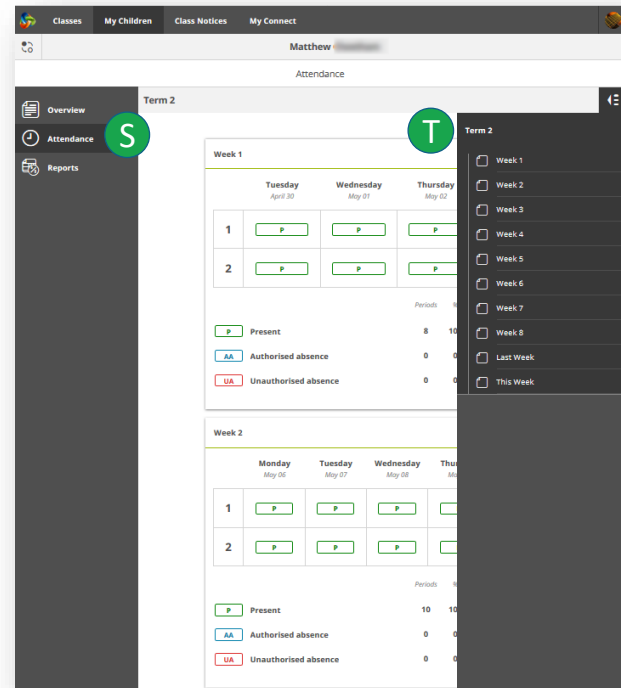 Classes My Children Class Notices My Connect
Matthew
Attendance
Overview
Attendance
Reports
S
Term 2
T
Week 1
Tuesday Wednesday Thursday
April 30 May 01 May 02
1 P P P
2 P P P
Periods %
P Present 8 10
AA Authorised absence 0 0
UA Unauthorised absence 0 0
Week 2
Monday Tuesday Wednesday Thu
May 06 May 07 May 08 Ma
1 P P P
2 P P P
Periods %
P Present 10 10
AA Authorised absence 0 0
UA Unauthorised absence 0 0
Term 2
Week 1
Week 2
Week 3
Week 4
Week 5
Week 6
Week 7
Week 8
Last Week
This Week